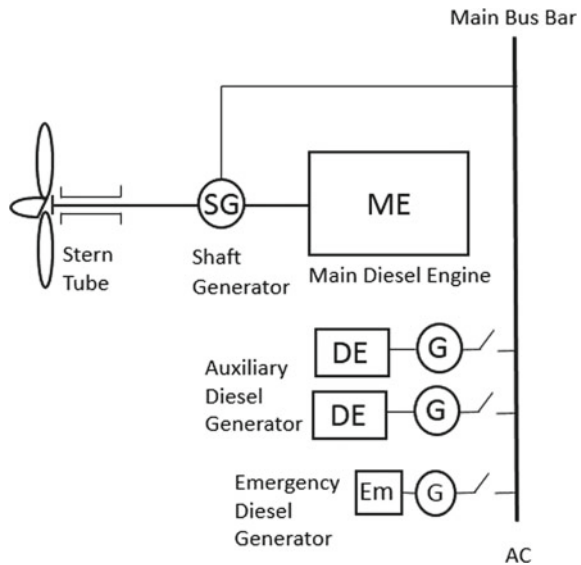 Main Bus Bar
SG
ME
Stern
Tube
Shaft
Generator
Main Diesel Engine
DE
G
Auxiliary
Diesel
Generator
DE
G
Emergency
Diesel
Generator
Em
G
AC